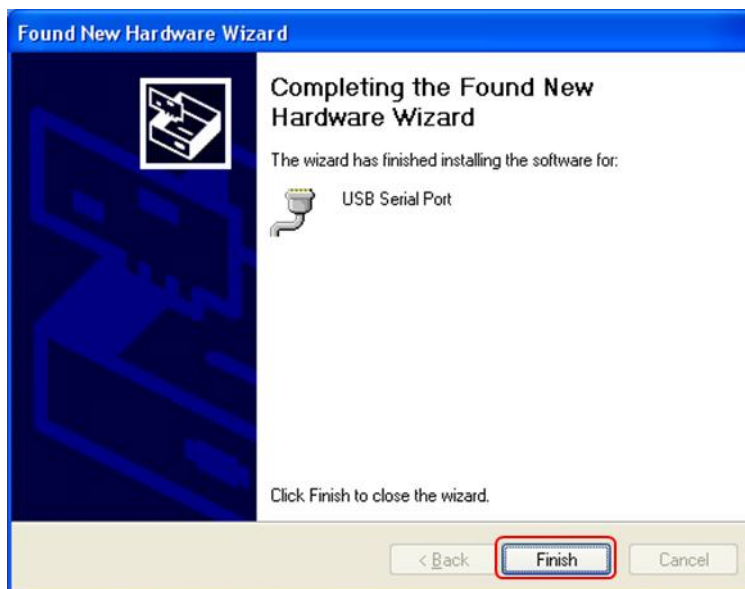 Found New Hardware Wizard
Completing the Found New
Hardware Wizard
The wizard has finished installing the software for:
USB Serial Port
Click Finish to close the wizard.
< Back
Finish
Cancel